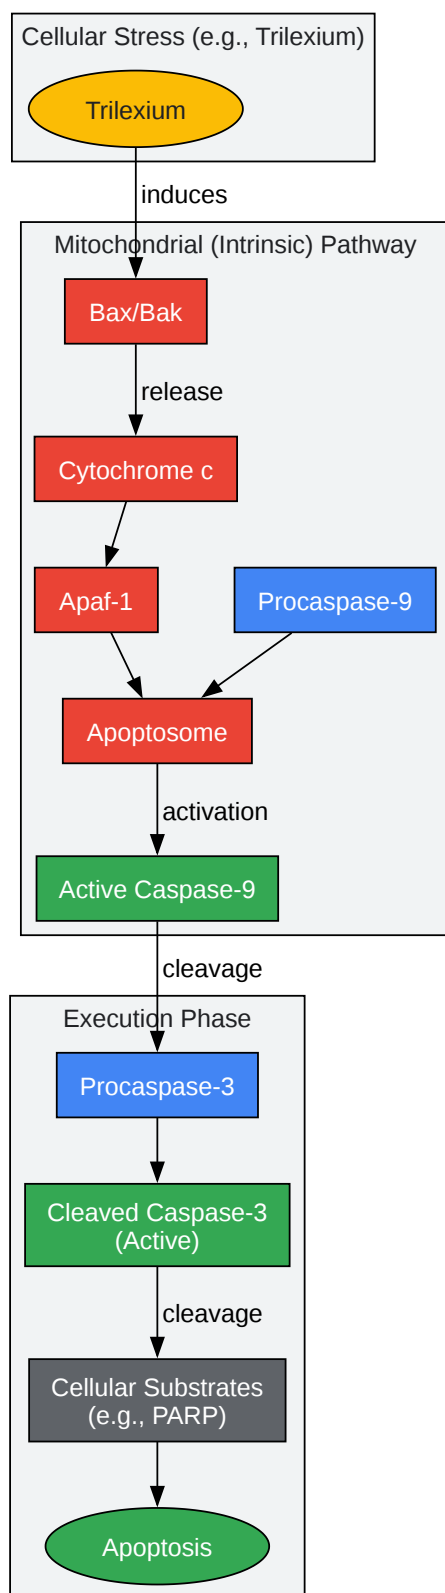 Cellular Stress (e.g., Trilexium)
Trilexium
induces
Mitochondrial (Intrinsic) Pathway
Bax/Bak
release
Cytochrome c
Apaf-1
Procaspase-9
Apoptosome
activation
Active Caspase-9
cleavage
Execution Phase
Procaspase-3
Cleaved Caspase-3
(Active)
cleavage
Cellular Substrates
(e.g., PARP)
Apoptosis